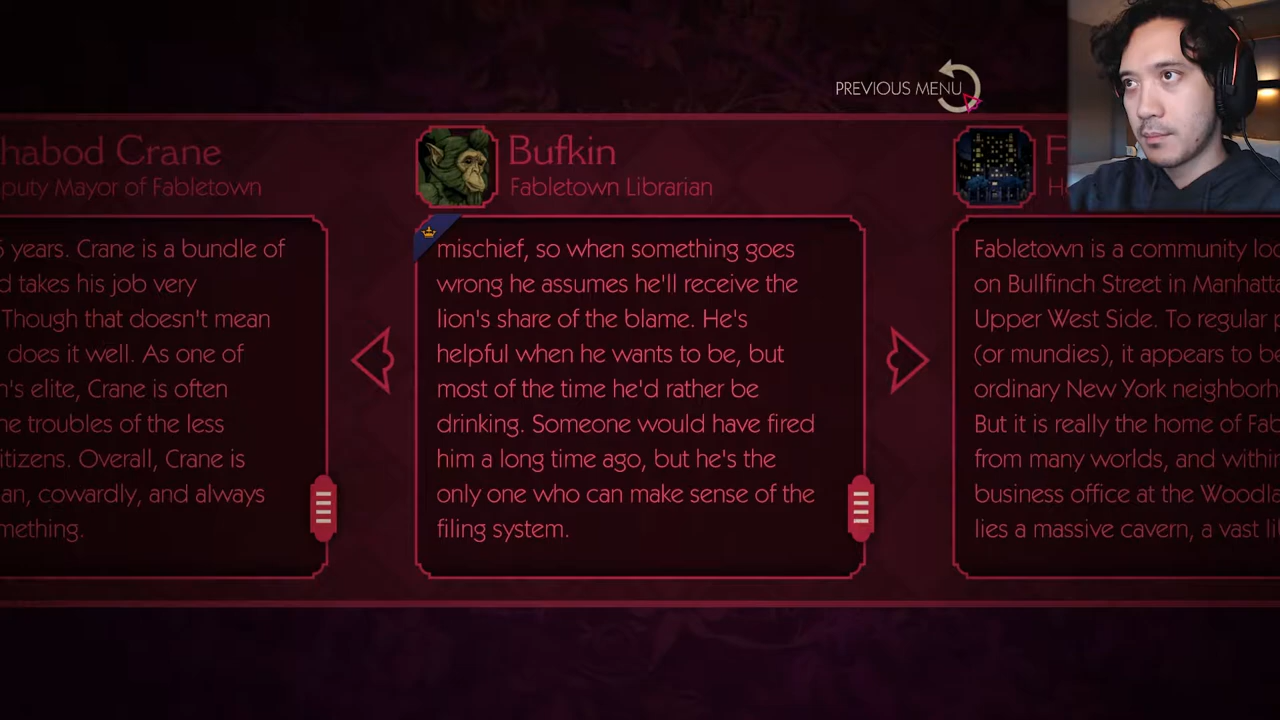 PREVIOUS MENU
habod Crane
puty Mayor of Fabletown
years. Crane is a bundle of
takes his job very
Though that doesn't mean
does it well. As one of
n's elite, Crane is often
he troubles of the less
itizens. Overall, Crane is
an, cowardly, and always
mething.
Bufkin
Fabletown Librarian
mischief, so when something goes
wrong he assumes he'll receive the
lion's share of the blame. He's
helpful when he wants to be, but
most of the time he'd rather be
drinking. Someone would have fired
him a long time ago, but he's the
only one who can make sense of the
filing system.
F
Fabletown is a community loc
on Bullfinch Street in Manhatta
Upper West Side. To regular p
(or mundies), it appears to be
ordinary New York neighborh
But it is really the home of Fab
from many worlds, and within
business office at the Woodla
lies a massive cavern, a vast li